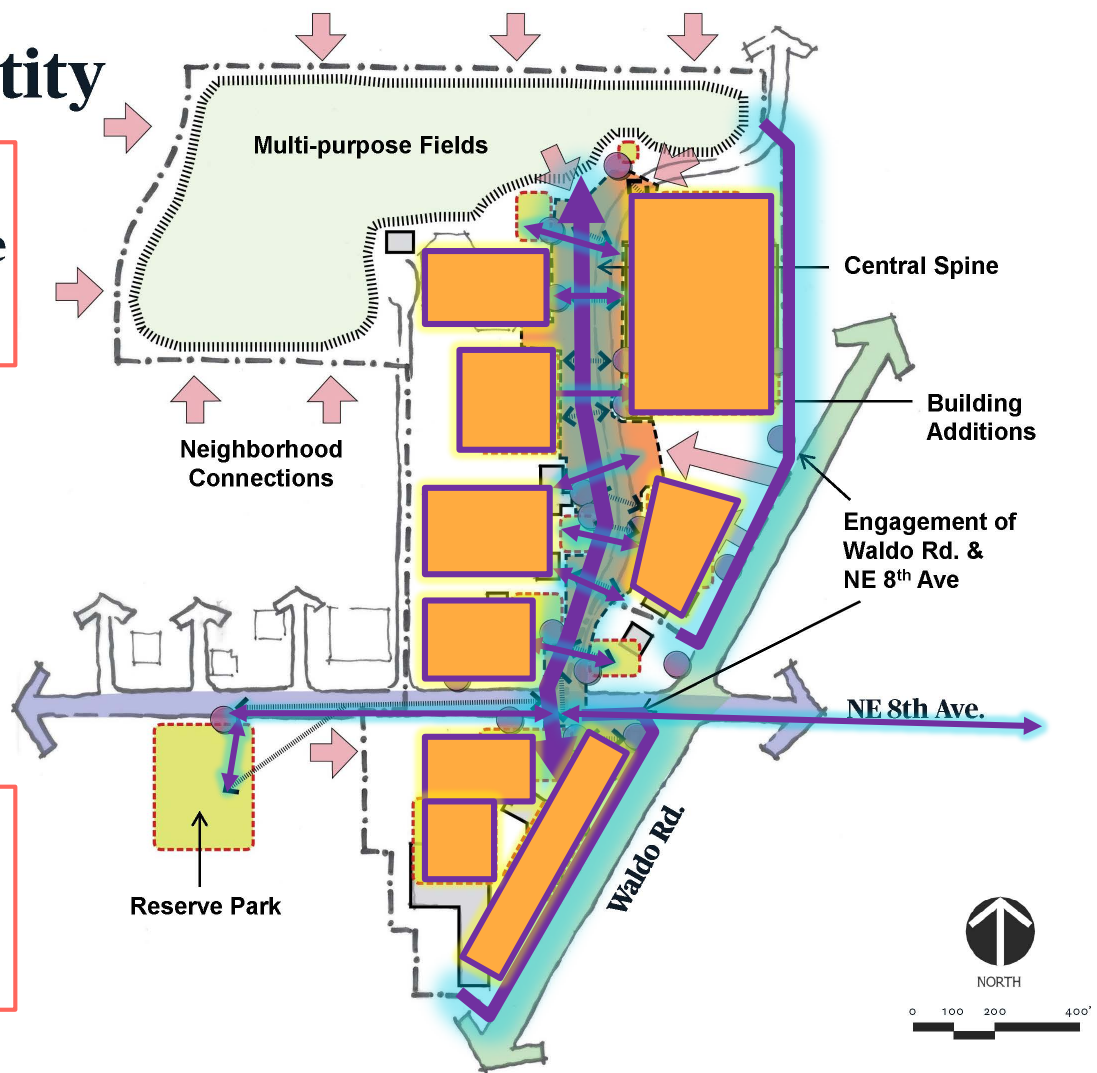 tity
e
Multi-purpose Fields
Central Spine
Building
Additions
Neighborhood
Connections
Engagement of
Waldo Rd. &
NE 8th Ave
NE 8th Ave.
Waldo Rd.
Reserve Park
NORTH
0 100 200 400'